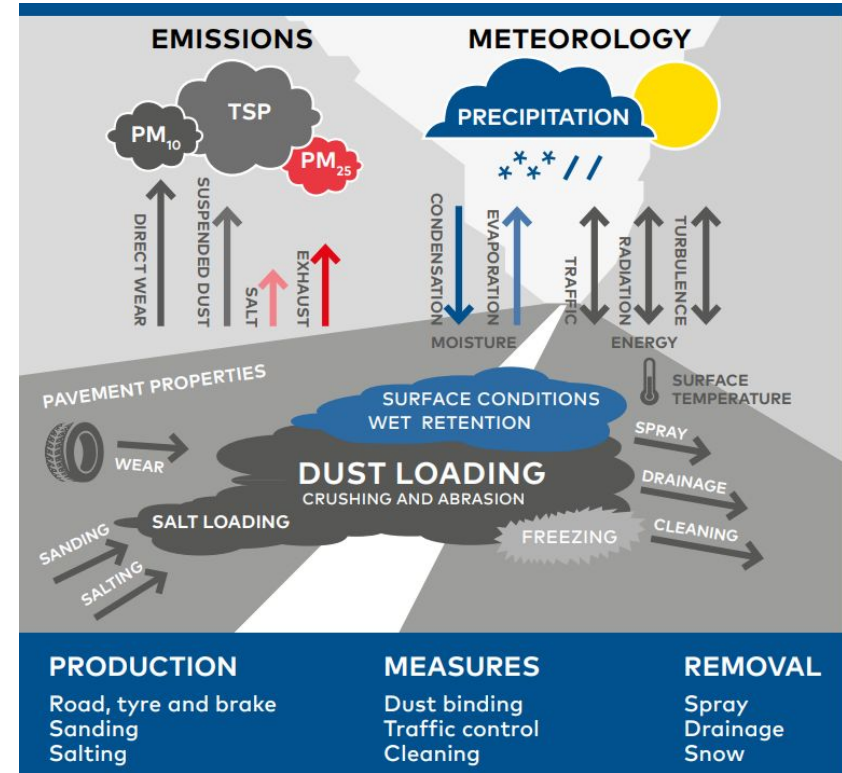 EMISSIONS
METEOROLOGY
TSP
PM10
PM25
PRECIPITATION
DIRECT WEAR
SUSPENDED DUST
SALT
EXHAUST
CONDENSATION
EVAPORATION
TRAFFIC
RADIATION
TURBULENCE
MOISTURE
ENERGY
PAVEMENT PROPERTIES
SURFACE
TEMPERATURE
SURFACE CONDITIONS
WET RETENTION
WEAR
DUST LOADING
CRUSHING AND ABRASION
SPRAY
DRAINAGE
CLEANING
SALT LOADING
FREEZING
SANDING
SALTING
PRODUCTION
Road, tyre and brake
Sanding
Salting
MEASURES
Dust binding
Traffic control
Cleaning
REMOVAL
Spray
Drainage
Snow